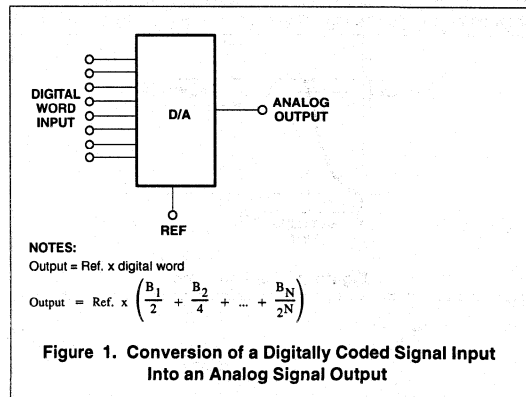 DIGITAL
WORD
INPUT
D/A
ANALOG
OUTPUT
REF
NOTES:
Output = Ref. x digital word
Output = Ref. x (B₁/2 + B₂/4 + ... + B_N/2^N)
Figure 1. Conversion of a Digitally Coded Signal Input
Into an Analog Signal Output